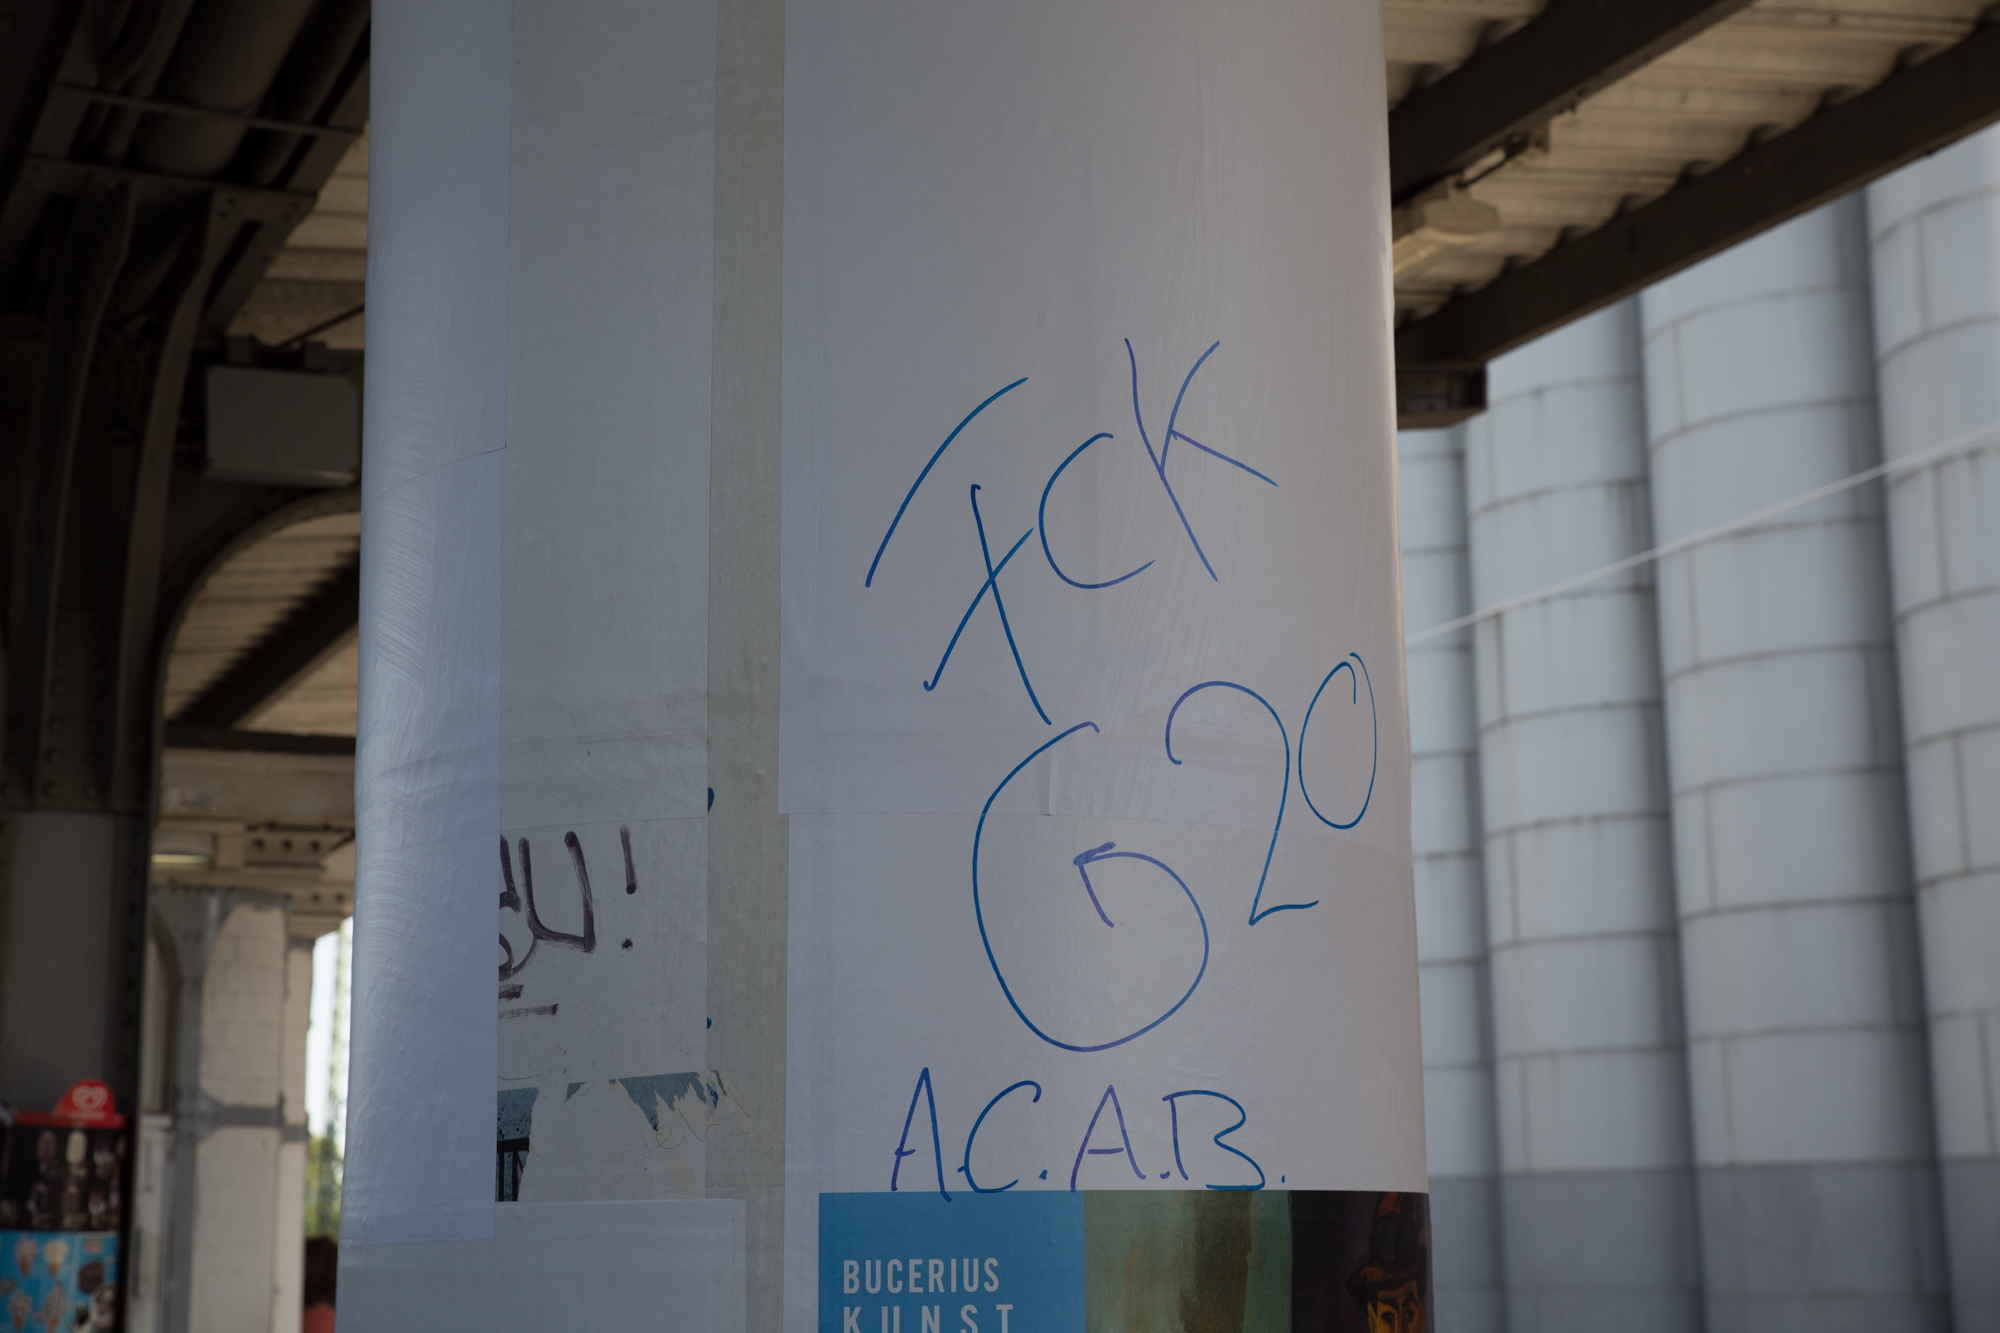 FCK
G20
A.C.A.B.
U!
BUCERIUS
KUNST